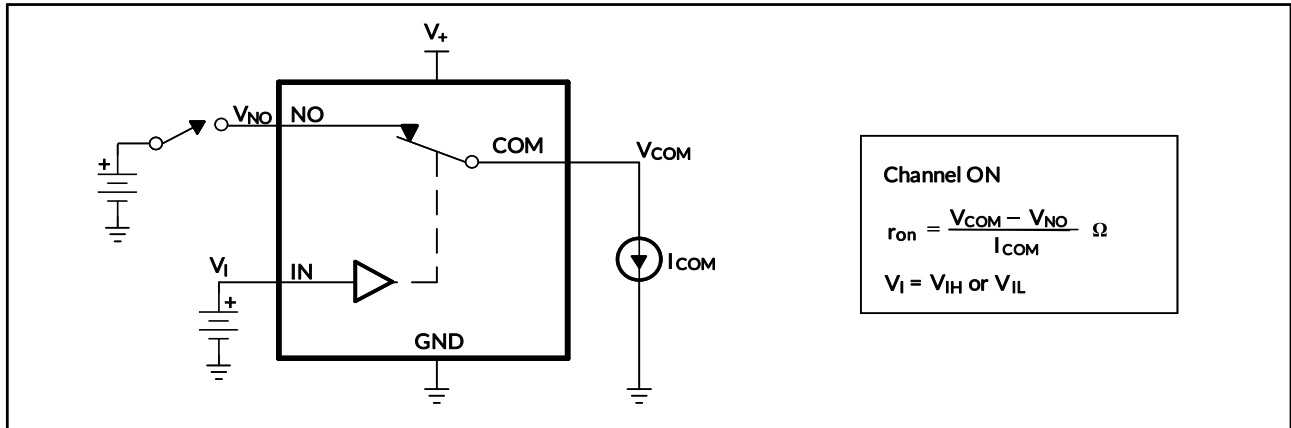 V+
VNO NO
COM
VCOM
+
VI
IN
+
ICOM
GND
Channel ON
ron = VCOM – VNO / ICOM Ω
VI = VIH or VIL